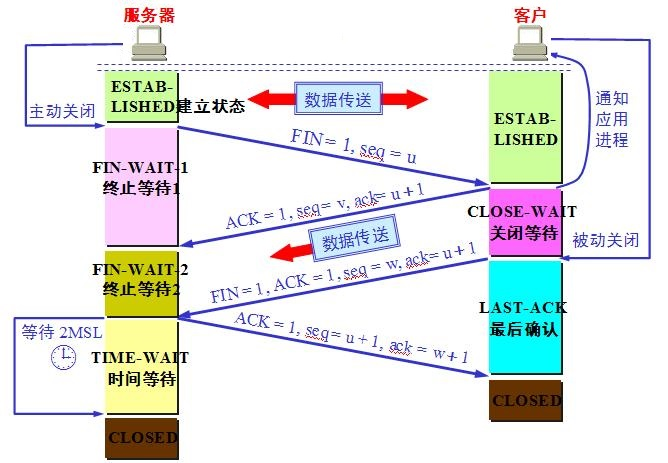 服务器
客户
ESTAB-
LISHED建立状态
数据传送
ESTAB-
LISHED
通知
应用
进程
主动关闭
FIN= 1, seq = u
FIN-WAIT-1
终止等待1
ACK = 1, seq= v, ack= u+1
CLOSE-WAIT
关闭等待
数据传送
被动关闭
FIN-WAIT-2
终止等待2
FIN= 1, ACK = 1, seq = w, ack= u+1
LAST-ACK
最后确认
等待 2MSL
ACK= 1, seq= u+1, ack = w+1
TIME-WAIT
时间等待
CLOSED
CLOSED